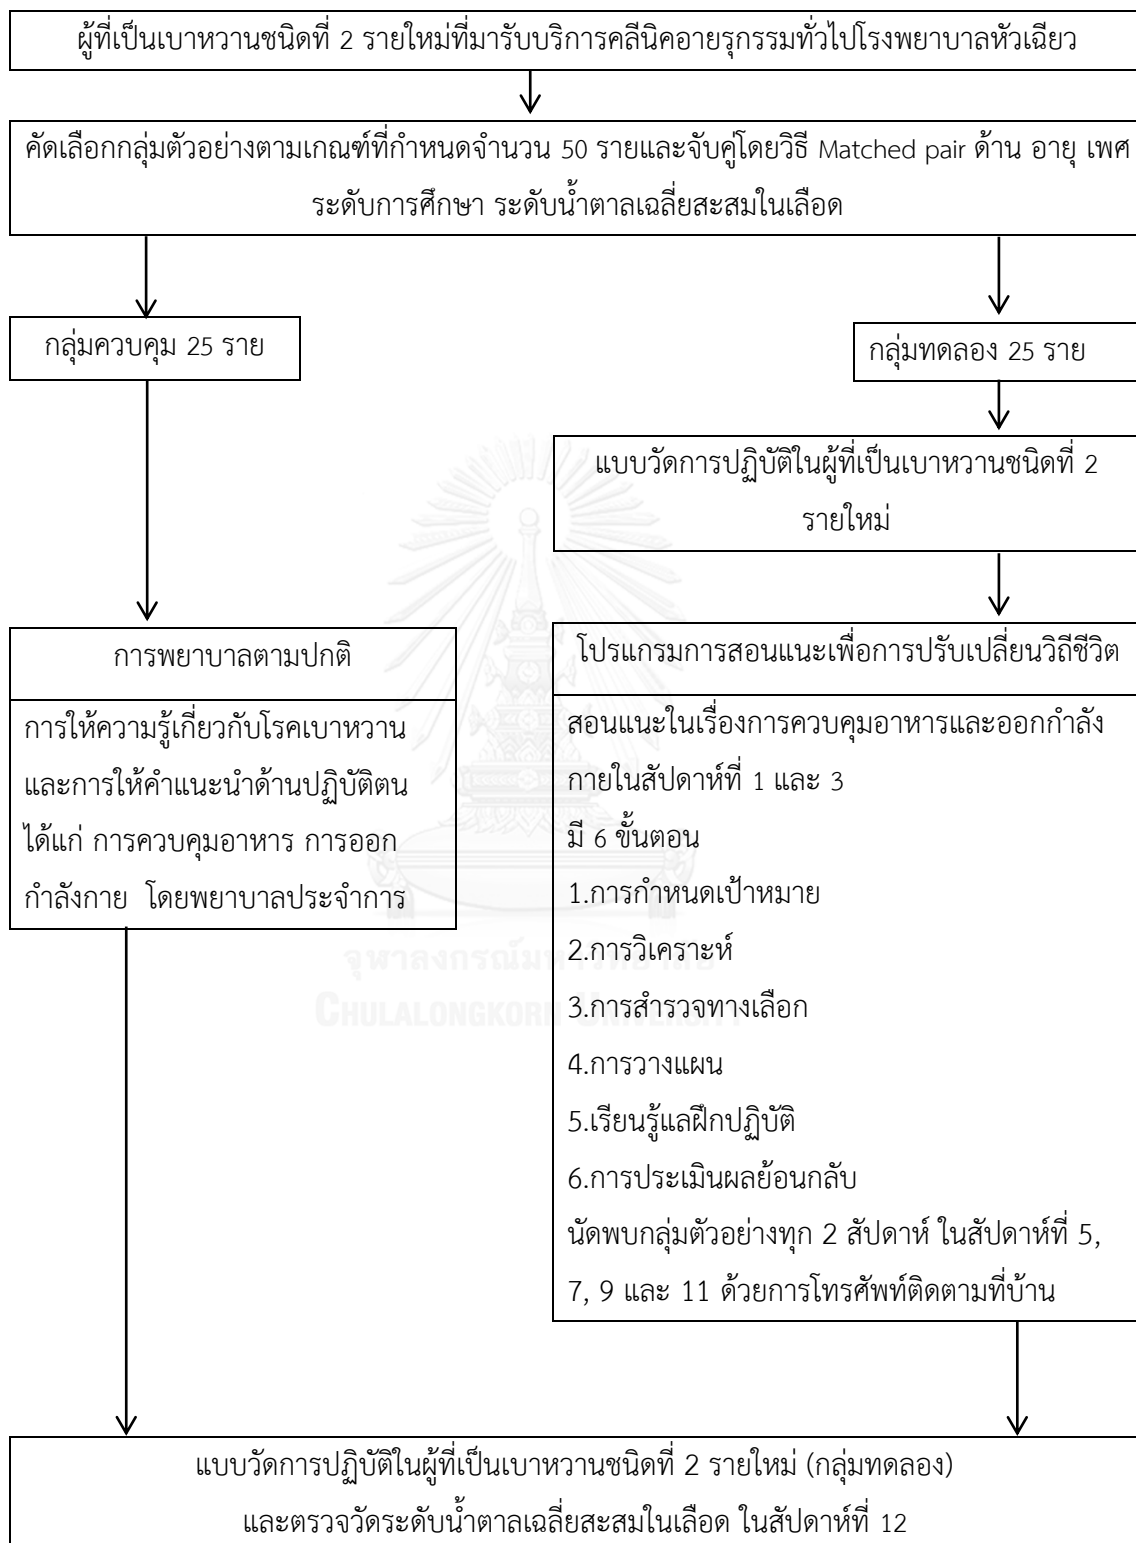 ผู้ที่เป็นเบาหวานชนิดที่ 2 รายใหม่ที่มารับบริการคลีนิคอายรุกรรมทั่วไปโรงพยาบาลหัวเฉียว
คัดเลือกกลุ่มตัวอย่างตามเกณฑ์ที่กำหนดจำนวน 50 รายและจับคู่โดยวิธี Matched pair ด้าน อายุ เพศ
ระดับการศึกษา ระดับน้ำตาลเฉลี่ยสะสมในเลือด
กลุ่มควบคุม 25 ราย
กลุ่มทดลอง 25 ราย
แบบวัดการปฏิบัติในผู้ที่เป็นเบาหวานชนิดที่ 2
รายใหม่
การพยาบาลตามปกติ
การให้ความรู้เกี่ยวกับโรคเบาหวาน
และการให้คำแนะนำด้านปฏิบัติตน
ได้แก่ การควบคุมอาหาร การออก
กำลังกาย โดยพยาบาลประจำการ
โปรแกรมการสอนแนะเพื่อการปรับเปลี่ยนวิถีชีวิต
สอนแนะในเรื่องการควบคุมอาหารและออกกำลัง
กายในสัปดาห์ที่ 1 และ 3
มี 6 ขั้นตอน
1.การกำหนดเป้าหมาย
2.การวิเคราะห์
3.การสำรวจทางเลือก
4.การวางแผน
5.เรียนรู้แลฝึกปฏิบัติ
6.การประเมินผลย้อนกลับ
นัดพบกลุ่มตัวอย่างทุก 2 สัปดาห์ ในสัปดาห์ที่ 5,
7, 9 และ 11 ด้วยการโทรศัพท์ติดตามที่บ้าน
จุฬาลงกรณ์มหาวิทยาลัย
CHULALONGKORN UNIVERSITY
แบบวัดการปฏิบัติในผู้ที่เป็นเบาหวานชนิดที่ 2 รายใหม่ (กลุ่มทดลอง)
และตรวจวัดระดับน้ำตาลเฉลี่ยสะสมในเลือด ในสัปดาห์ที่ 12